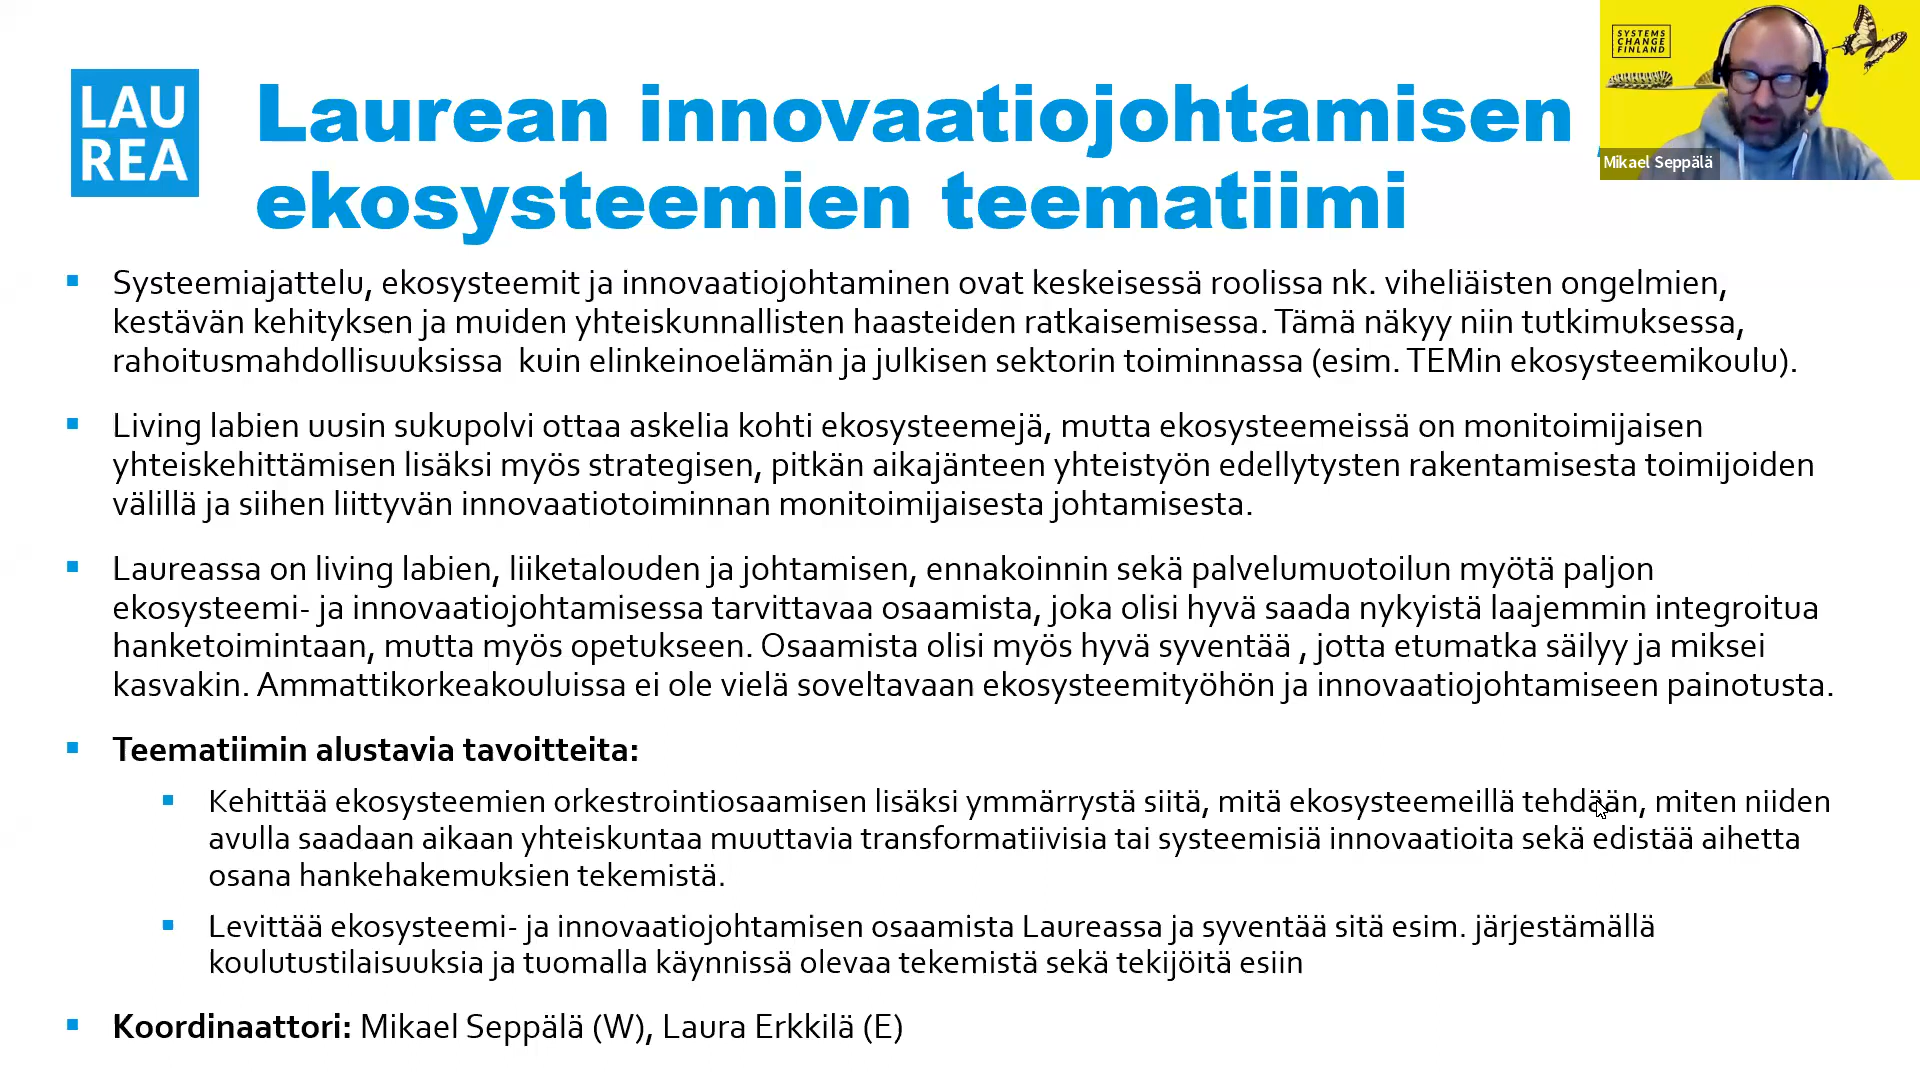 LAU
REA
Laurean innovaatiojohtamisen
ekosysteemien teematiimi
SYSTEMS
CHANGE
FINLAND
Mikael Seppälä
Systeemiajattelu, ekosysteemit ja innovaatiojohtaminen ovat keskeisessä roolissa nk. viheliäisten ongelmien,
kestävän kehityksen ja muiden yhteiskunnallisten haasteiden ratkaisemisessa. Tämä näkyy niin tutkimuksessa,
rahoitusmahdollisuuksissa kuin elinkeinoelämän ja julkisen sektorin toiminnassa (esim. TEMin ekosysteemikoulu).
Living labien uusin sukupolvi ottaa askelia kohti ekosysteemejä, mutta ekosysteemeissä on monitoimijaisen
yhteiskehittämisen lisäksi myös strategisen, pitkän aikajänteen yhteistyön edellytysten rakentamisesta toimijoiden
välillä ja siihen liittyvän innovaatiotoiminnan monitoimijaisesta johtamisesta.
Laureassa on living labien, liiketalouden ja johtamisen, ennakoinnin sekä palvelumuotoilun myötä paljon
ekosysteemi- ja innovaatiojohtamisessa tarvittavaa osaamista, joka olisi hyvä saada nykyistä laajemmin integroitua
hanketoimintaan, mutta myös opetukseen. Osaamista olisi myös hyvä syventää , jotta etumatka säilyy ja miksei
kasvakin. Ammattikorkeakouluissa ei ole vielä soveltavaan ekosysteemityöhön ja innovaatiojohtamiseen painotusta.
Teematiimin alustavia tavoitteita:
Kehittää ekosysteemien orkestrointiosaamisen lisäksi ymmärrystä siitä, mitä ekosysteemeillä tehdään, miten niiden
avulla saadaan aikaan yhteiskuntaa muuttavia transformatiivisia tai systeemisiä innovaatioita sekä edistää aihetta
osana hankehakemuksien tekemistä.
Levittää ekosysteemi- ja innovaatiojohtamisen osaamista Laureassa ja syventää sitä esim. järjestämällä
koulutustilaisuuksia ja tuomalla käynnissä olevaa tekemistä sekä tekijöitä esiin
Koordinaattori: Mikael Seppälä (W), Laura Erkkilä (E)